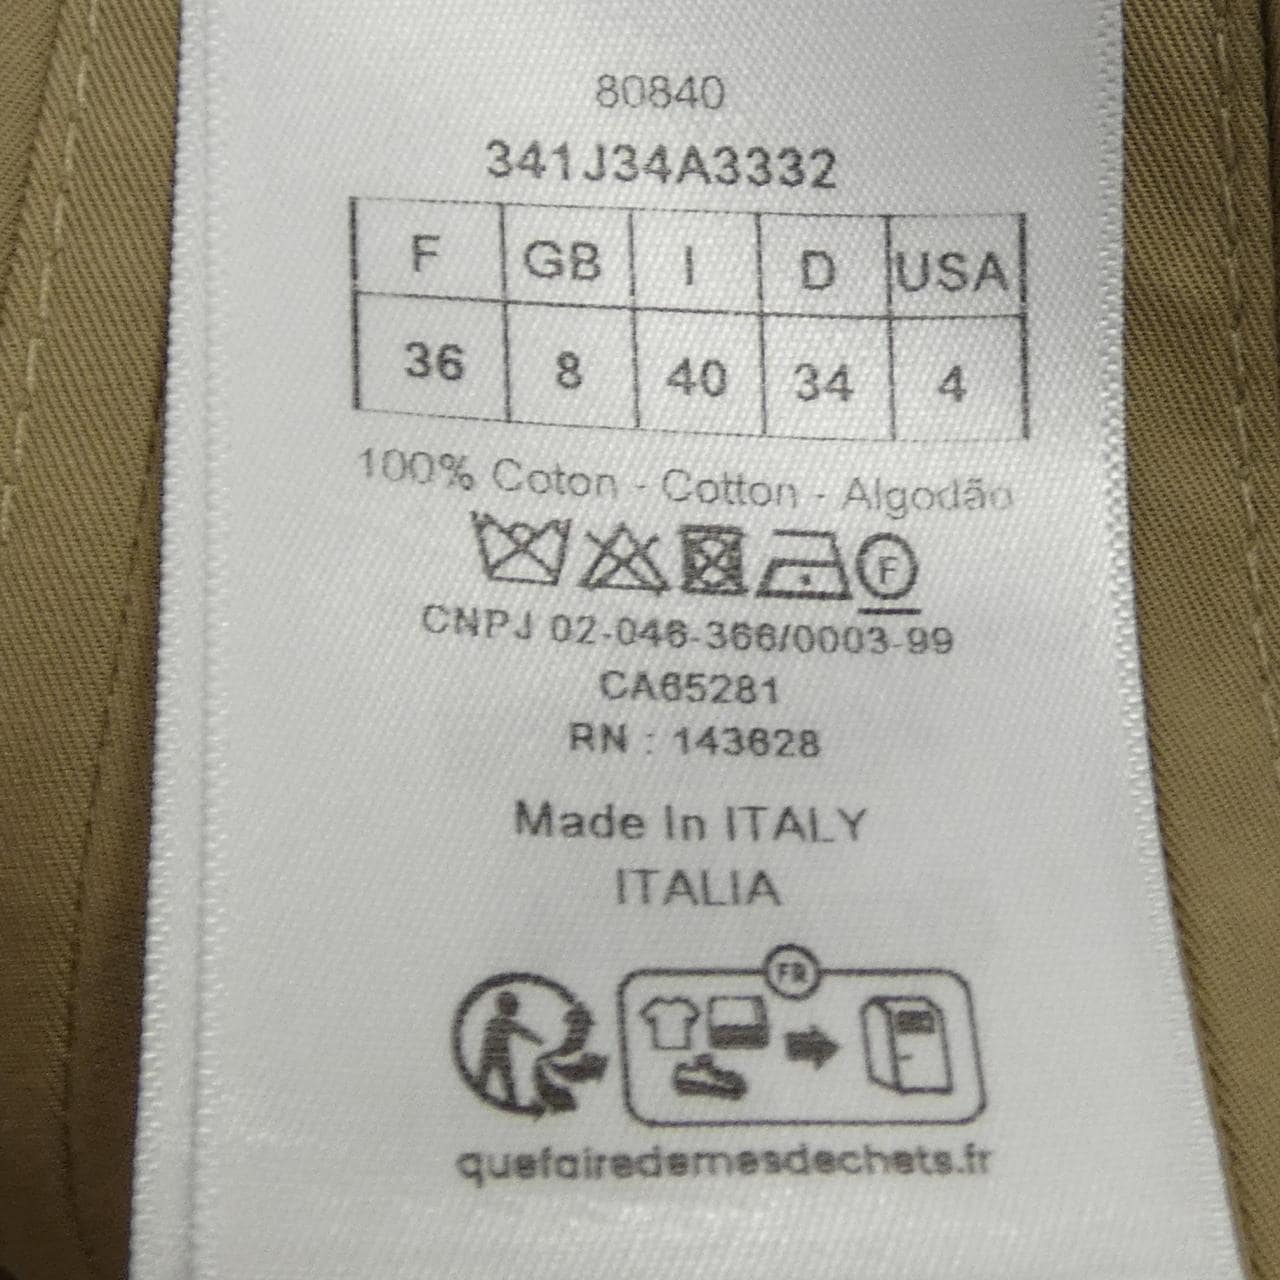 80840
341J34A3332
F GB I D USA
36 8 40 34 4
100% Coton - Cotton - Algodão
F
CNPJ 02-046-366/0003-99
CA65281
RN : 143628
Made In ITALY
ITALIA
FR
quefairedemesdechets.fr